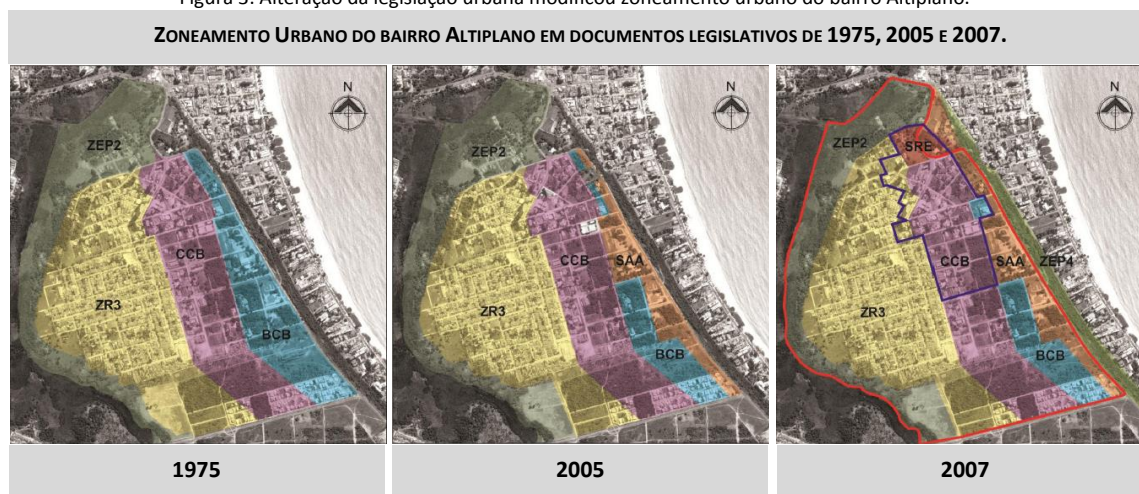 Figura 3: Alteração da legislação urbana modificou zoneamento urbano do bairro Altiplano.
ZONEAMENTO URBANO DO BAIRRO ALTIPLANO EM DOCUMENTOS LEGISLATIVOS DE 1975, 2005 E 2007.
N
ZEP2
CCB
ZR3
BCB
N
ZEP2
CCB
SAA
ZR3
BCB
N
ZEP2
SRE
CCB
SAA
ZEP4
ZR3
BCB
1975
2005
2007